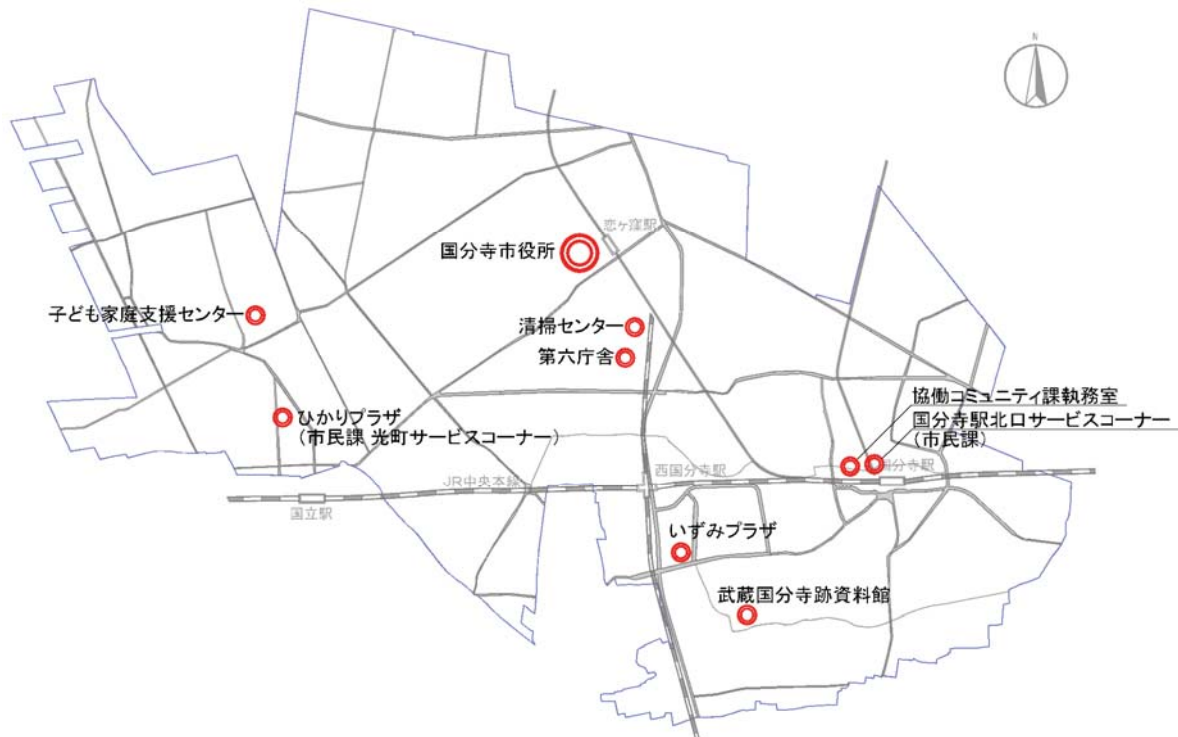 N
恋ヶ窪駅
国分寺市役所
子ども家庭支援センター
清掃センター
第六庁舎
協働コミュニティ課執務室
国分寺駅北口サービスコーナー
(市民課)
ひかりプラザ
(市民課 光町サービスコーナー)
国分寺駅
西国分寺駅
JR中央本線
国立駅
いずみプラザ
武蔵国分寺跡資料館